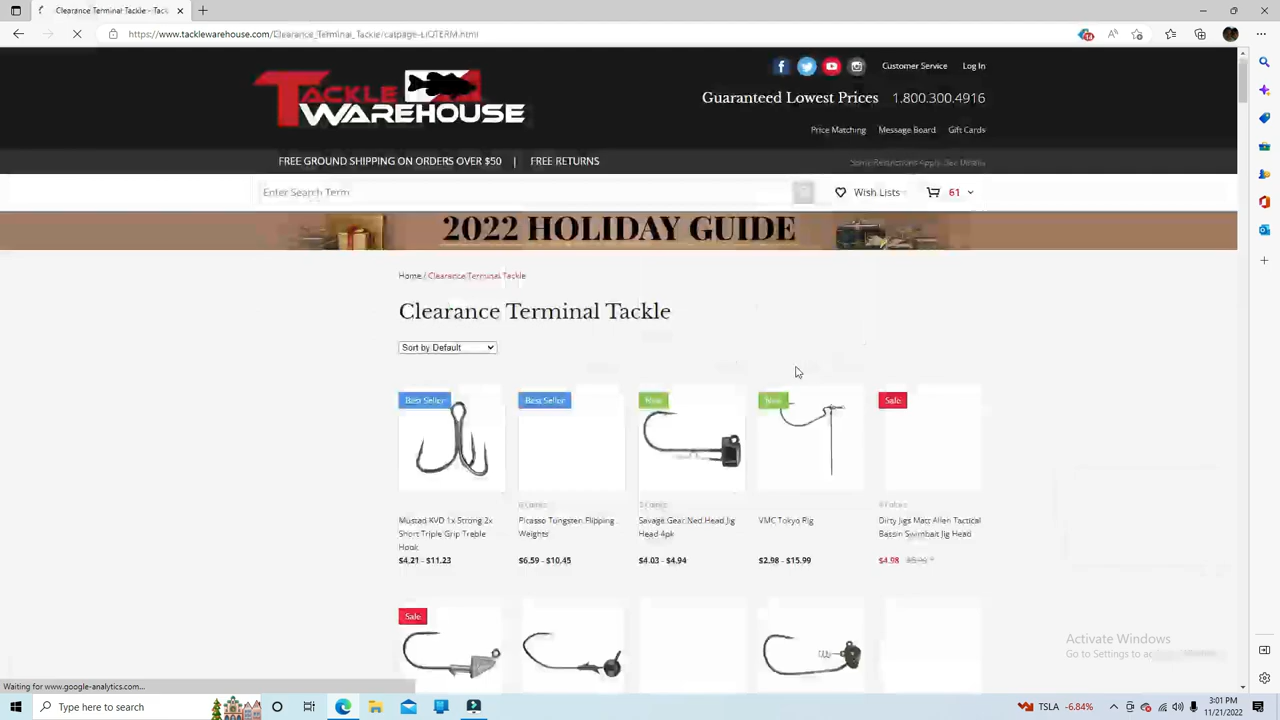 Clearance Terminal Tackle - Tack
https://www.tacklewarehouse.com/Clearance_Terminal_Tackle/catpage-LIQTERM.html
TACKLE
WAREHOUSE
Customer Service
Log In
Guaranteed Lowest Prices 1.800.300.4916
Price Matching Message Board Gift Cards
FREE GROUND SHIPPING ON ORDERS OVER $50 | FREE RETURNS
Some Restrictions Apply. See Details
Enter Search Term
Wish Lists
61
2022 HOLIDAY GUIDE
Home / Clearance Terminal Tackle
Clearance Terminal Tackle
Sort by Default
Best Seller
Best Seller
New
New
Sale
Mustad KVD 1x Strong 2x
Short Triple Grip Treble
Hook
$4.21 - $11.23
Picasso Tungsten Flipping
Weights
$6.59 - $10.45
Savage Gear Ned Head Jig
Head 4pk
$4.03 - $4.94
VMC Tokyo Rig
$2.98 - $15.99
Dirty Jigs Matt Allen Tactical
Bassin Swimbait Jig Head
$4.98
Sale
Activate Windows
Go to Settings to
Waiting for www.google-analytics.com...
Type here to search
TSLA -6.84%
3:01 PM
11/21/2022